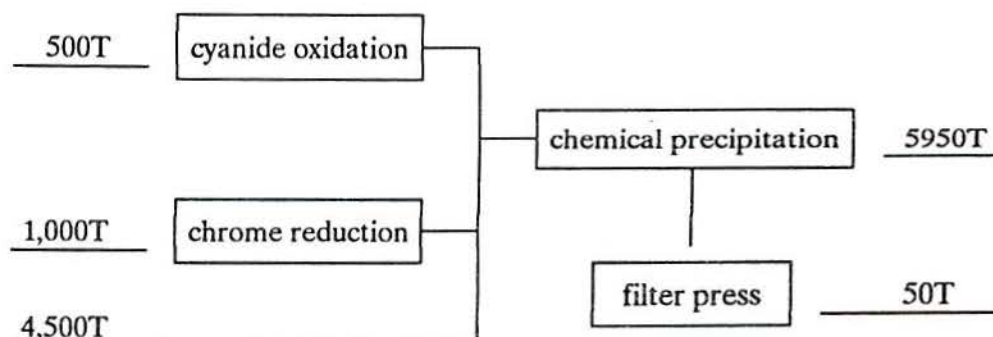 500T
cyanide oxidation
chemical precipitation
5950T
1,000T
chrome reduction
filter press
50T
4,500T